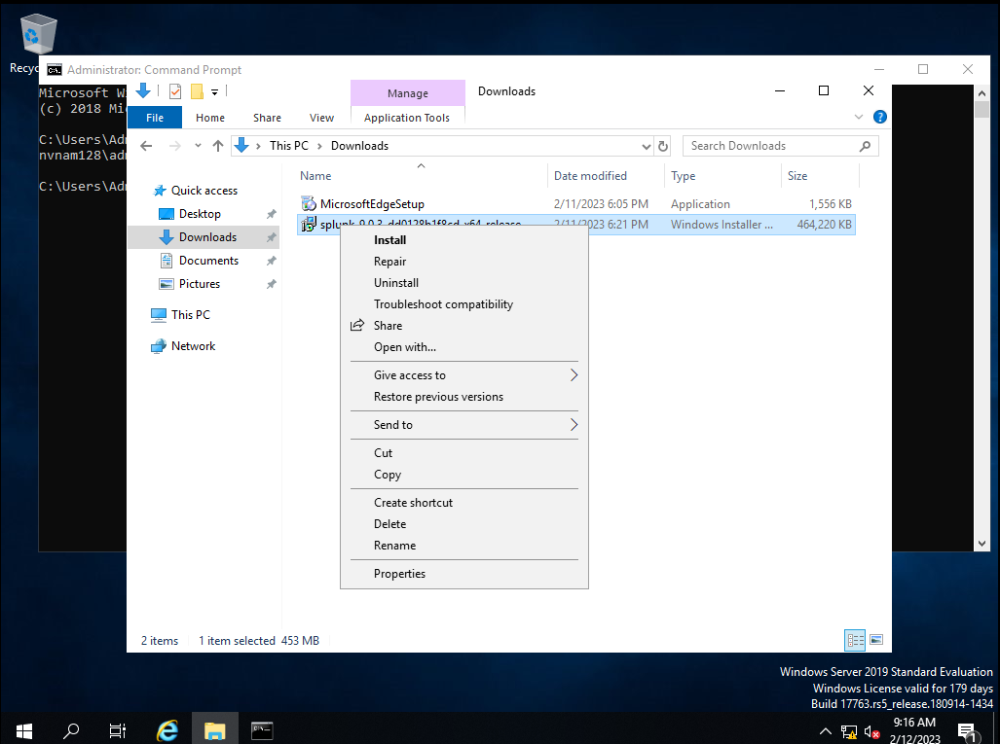 Recyc
Administrator: Command Prompt
Microsoft Wi
(c) 2018 Mic
C:\Users\Adm
nvnam128\adm
C:\Users\Adm
Manage
Downloads
File
Home
Share
View
Application Tools
This PC
Downloads
Search Downloads
Quick access
Desktop
Downloads
Documents
Pictures
This PC
Network
Name
Date modified
Type
Size
MicrosoftEdgeSetup
2/11/2023 6:05 PM
Application
1,556 KB
splunk-9.0.3-dd0128b1f8cd-x64-release
2/11/2023 6:21 PM
Windows Installer ...
464,220 KB
Install
Repair
Uninstall
Troubleshoot compatibility
Share
Open with...
Give access to
Restore previous versions
Send to
Cut
Copy
Create shortcut
Delete
Rename
Properties
2 items
1 item selected 453 MB
Windows Server 2019 Standard Evaluation
Windows License valid for 179 days
Build 17763.rs5_release.180914-1434
9:16 AM
2/12/2023
1